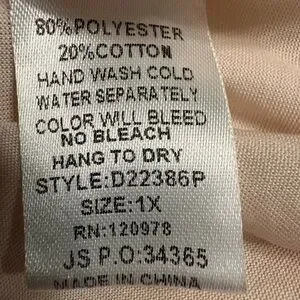 80%POLYESTER
20%COTTON
HAND WASH COLD
WATER SEPARATELY
COLOR WILL BLEED
NO BLEACH
HANG TO DRY
STYLE:D22386P
SIZE:1X
RN:120978
JS P.O:34365
MADE IN CHINA